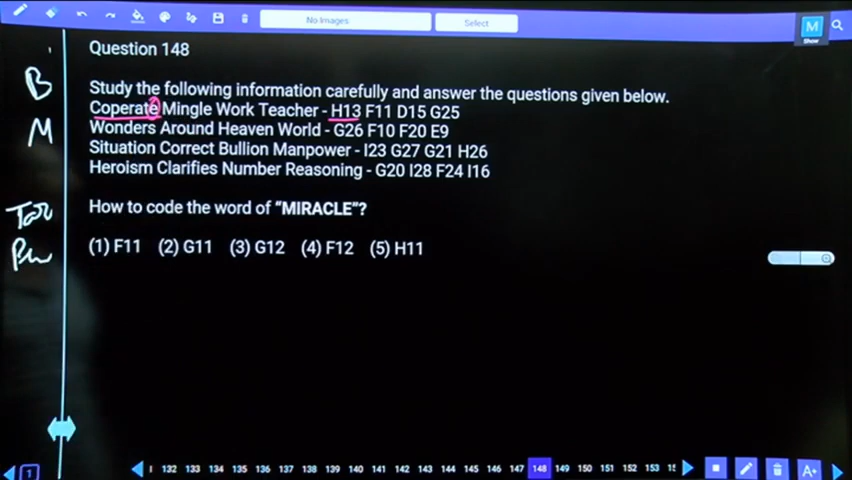 No Images
Select
M
Show
Question 148
B
Study the following information carefully and answer the questions given below.
Coperate Mingle Work Teacher - H13 F11 D15 G25
M
Wonders Around Heaven World - G26 F10 F20 E9
Situation Correct Bullion Manpower - I23 G27 G21 H26
Heroism Clarifies Number Reasoning - G20 I28 F24 I16
How to code the word of “MIRACLE”?
(1) F11 (2) G11 (3) G12 (4) F12 (5) H11
1
132 133 134 135 136 137 138 139 140 141 142 143 144 145 146 147 148 149 150 151 152 153
A+